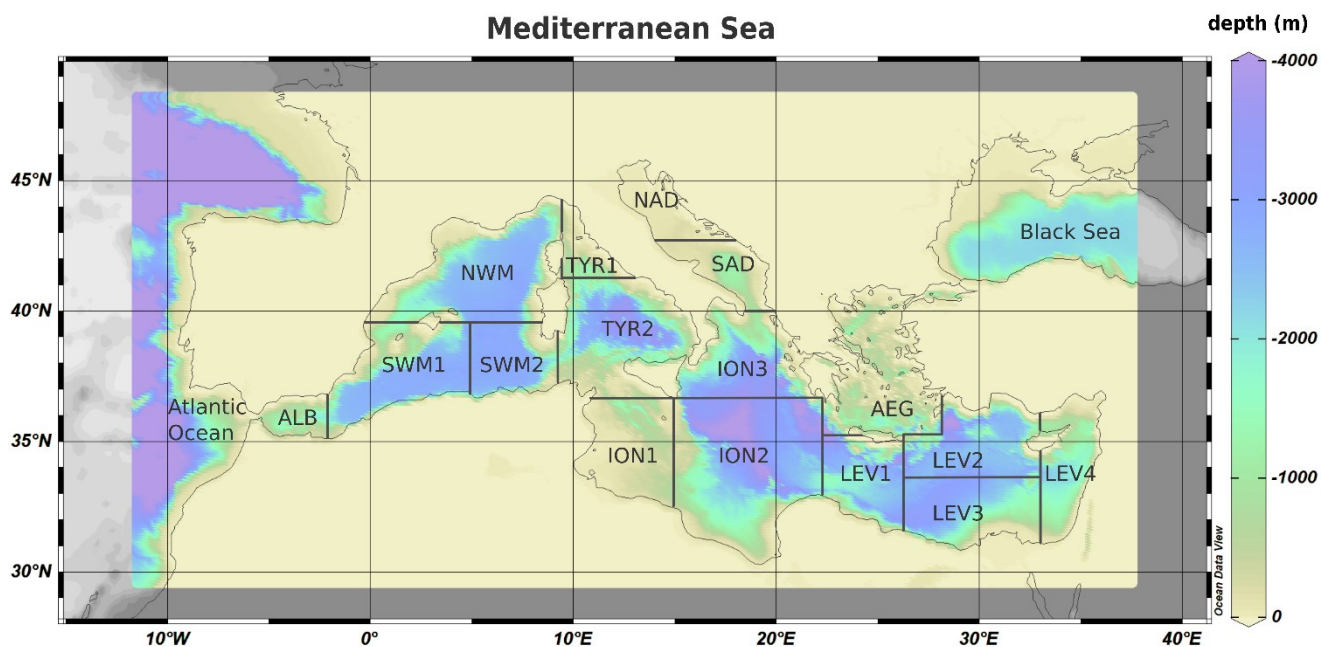 Mediterranean Sea
depth (m)
-4000
-3000
-2000
-1000
0
45°N
40°N
35°N
30°N
10°W
0°
10°E
20°E
30°E
40°E
NAD
SAD
Black Sea
NWM
TYR1
TYR2
SWM1
SWM2
ION3
Atlantic
Ocean
ALB
AEG
ION1
ION2
LEV1
LEV2
LEV4
LEV3
Ocean Data View